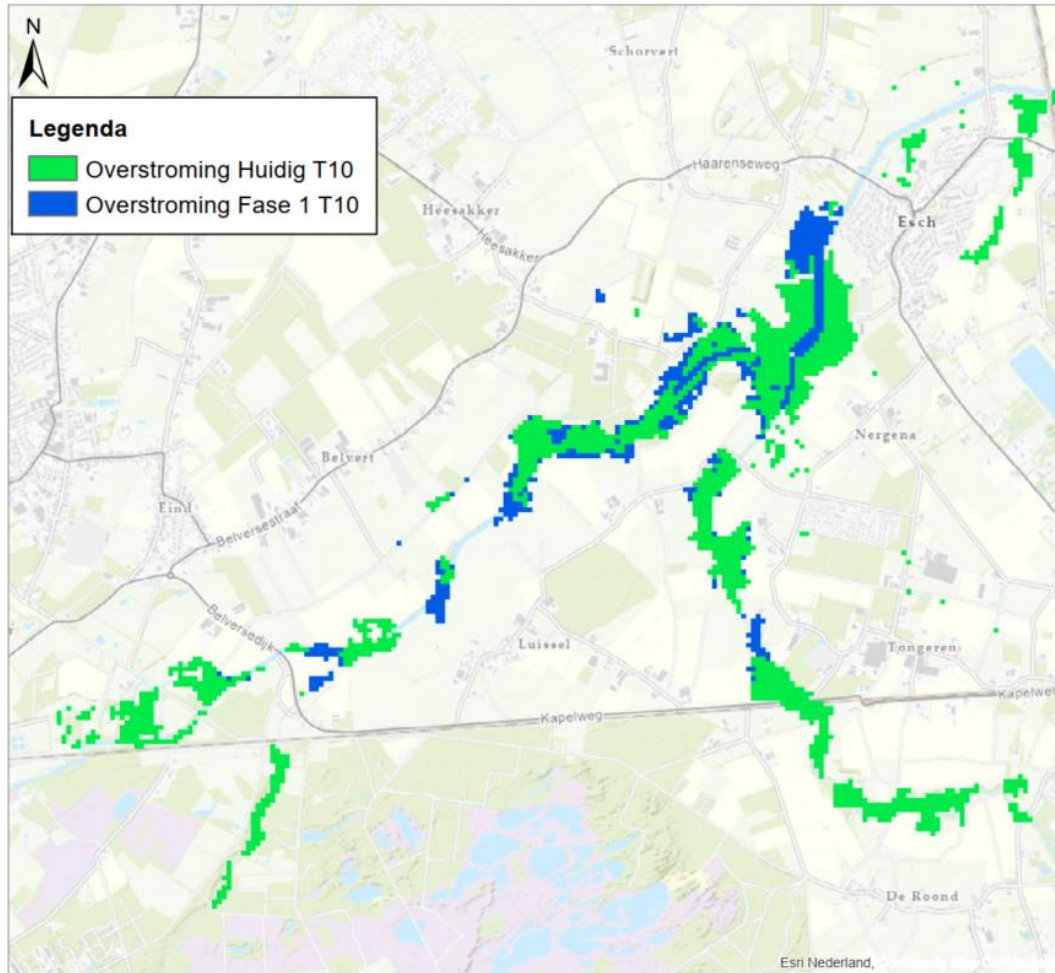 N
Schorvert
Legenda
Overstroming Huidig T10
Overstroming Fase 1 T10
Haarenseweg
Heesakker
Heesakker
Esch
Nergena
Belvert
Eind
Belversestraat
Belversedijk
Luissel
Tongeren
Kapelweg
Kapelweg
De Roond
Esri Nederland,